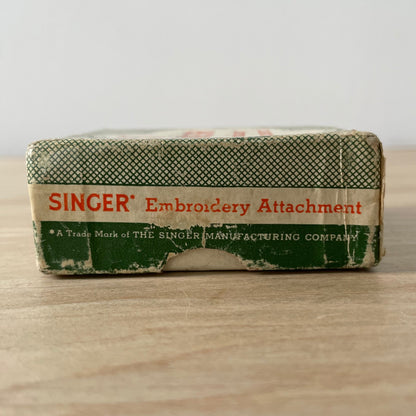 SINGER* Embroidery Attachment
*A Trade Mark of THE SINGER MANUFACTURING COMPANY